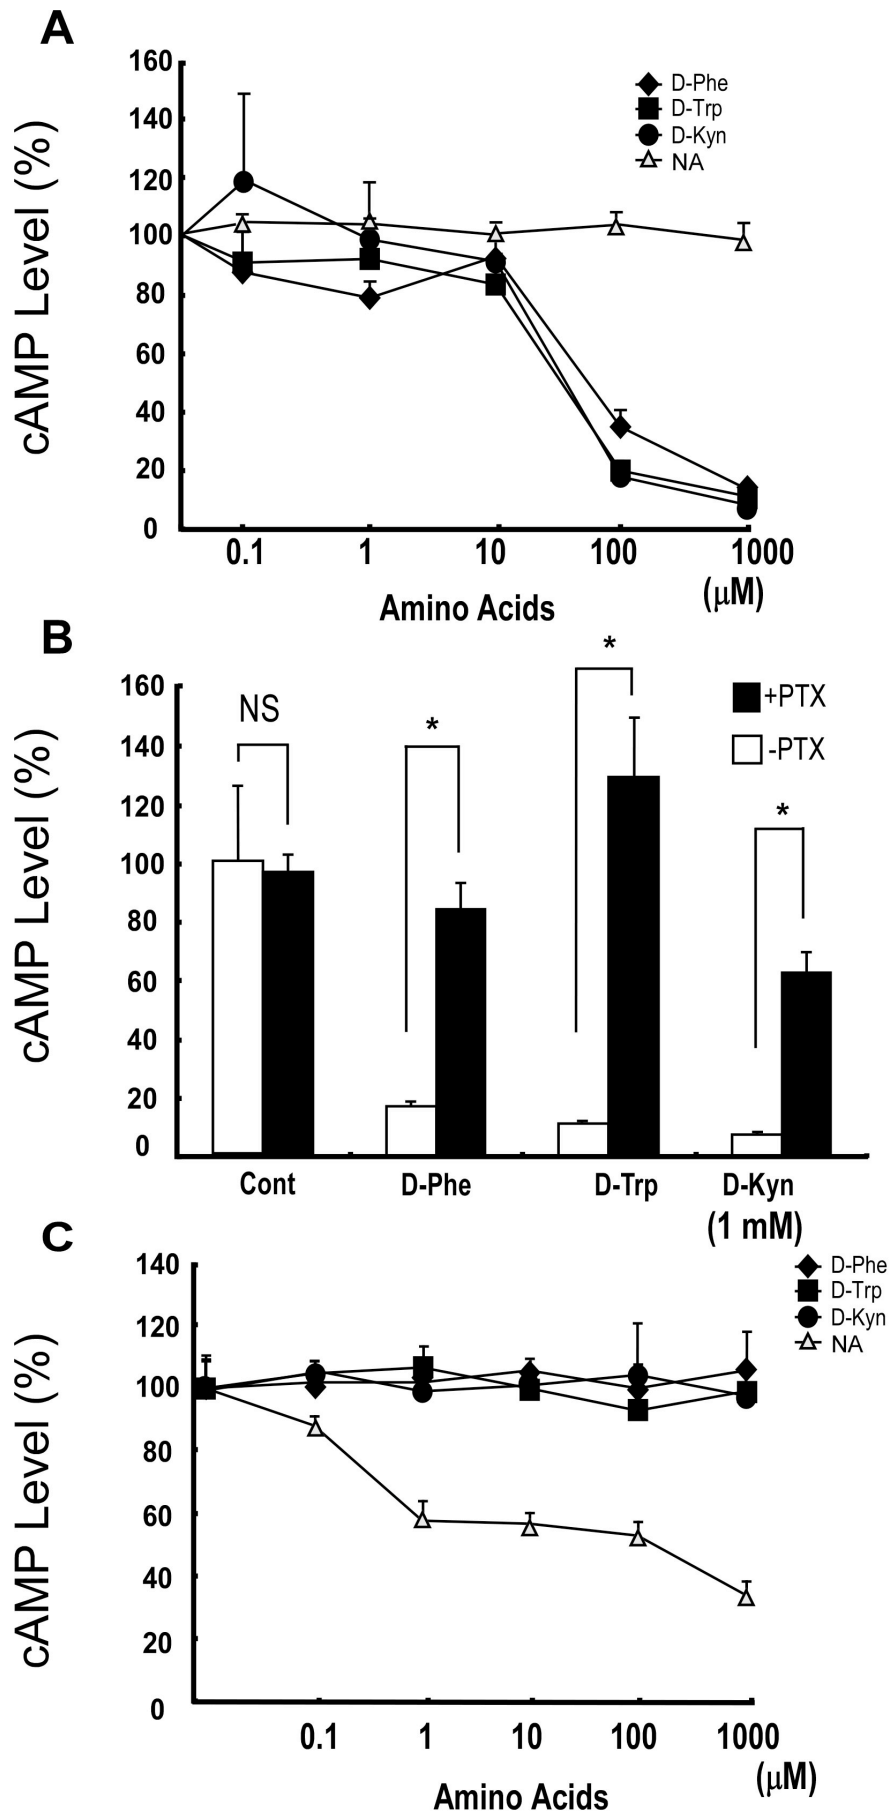 A
cAMP Level (%)
160
140
120
100
80
60
40
20
0
D-Phe
D-Trp
D-Kyn
NA
0.1 1 10 100 1000
(μM)
Amino Acids
B
cAMP Level (%)
160
140
120
100
80
60
40
20
0
NS
*
*
*
+PTX
-PTX
Cont D-Phe D-Trp D-Kyn
(1 mM)
C
cAMP Level (%)
140
120
100
80
60
40
20
0
D-Phe
D-Trp
D-Kyn
NA
0.1 1 10 100 1000
(μM)
Amino Acids